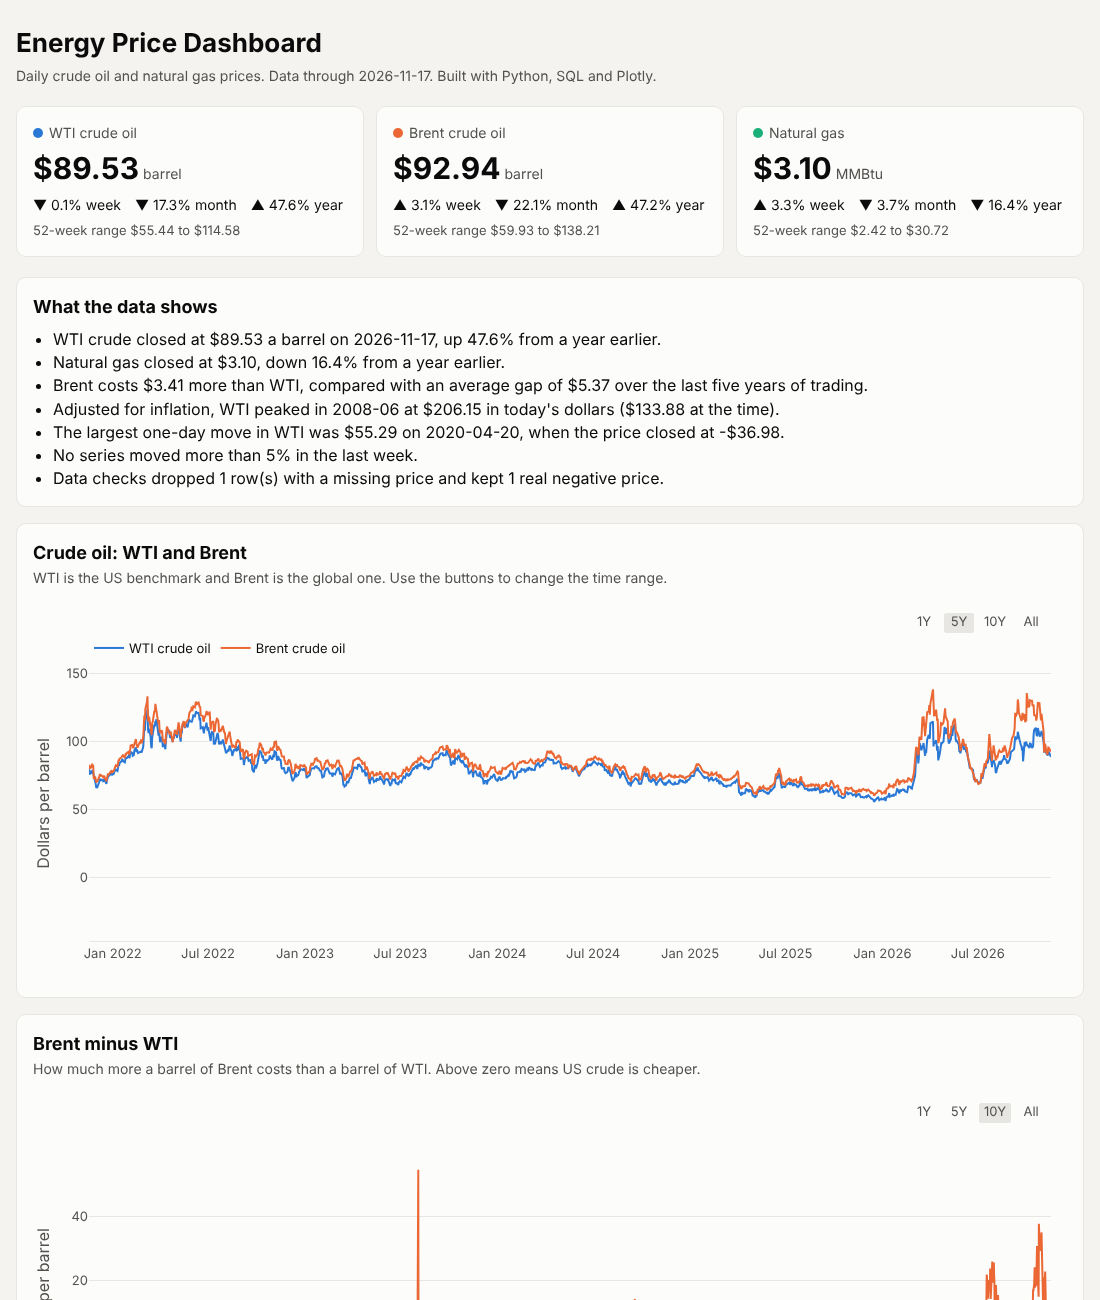 Energy Price Dashboard
Daily crude oil and natural gas prices. Data through 2026-11-17. Built with Python, SQL and Plotly.
WTI crude oil
$89.53 barrel
▼ 0.1% week ▼ 17.3% month ▲ 47.6% year
52-week range $55.44 to $114.58
Brent crude oil
$92.94 barrel
▲ 3.1% week ▼ 22.1% month ▲ 47.2% year
52-week range $59.93 to $138.21
Natural gas
$3.10 MMBtu
▲ 3.3% week ▼ 3.7% month ▼ 16.4% year
52-week range $2.42 to $30.72
What the data shows
• WTI crude closed at $89.53 a barrel on 2026-11-17, up 47.6% from a year earlier.
• Natural gas closed at $3.10, down 16.4% from a year earlier.
• Brent costs $3.41 more than WTI, compared with an average gap of $5.37 over the last five years of trading.
• Adjusted for inflation, WTI peaked in 2008-06 at $206.15 in today's dollars ($133.88 at the time).
• The largest one-day move in WTI was $55.29 on 2020-04-20, when the price closed at -$36.98.
• No series moved more than 5% in the last week.
• Data checks dropped 1 row(s) with a missing price and kept 1 real negative price.
Crude oil: WTI and Brent
WTI is the US benchmark and Brent is the global one. Use the buttons to change the time range.
1Y 5Y 10Y All
WTI crude oil Brent crude oil
150
100
50
0
Dollars per barrel
Jan 2022 Jul 2022 Jan 2023 Jul 2023 Jan 2024 Jul 2024 Jan 2025 Jul 2025 Jan 2026 Jul 2026
Brent minus WTI
How much more a barrel of Brent costs than a barrel of WTI. Above zero means US crude is cheaper.
1Y 5Y 10Y All
40
20
per barrel